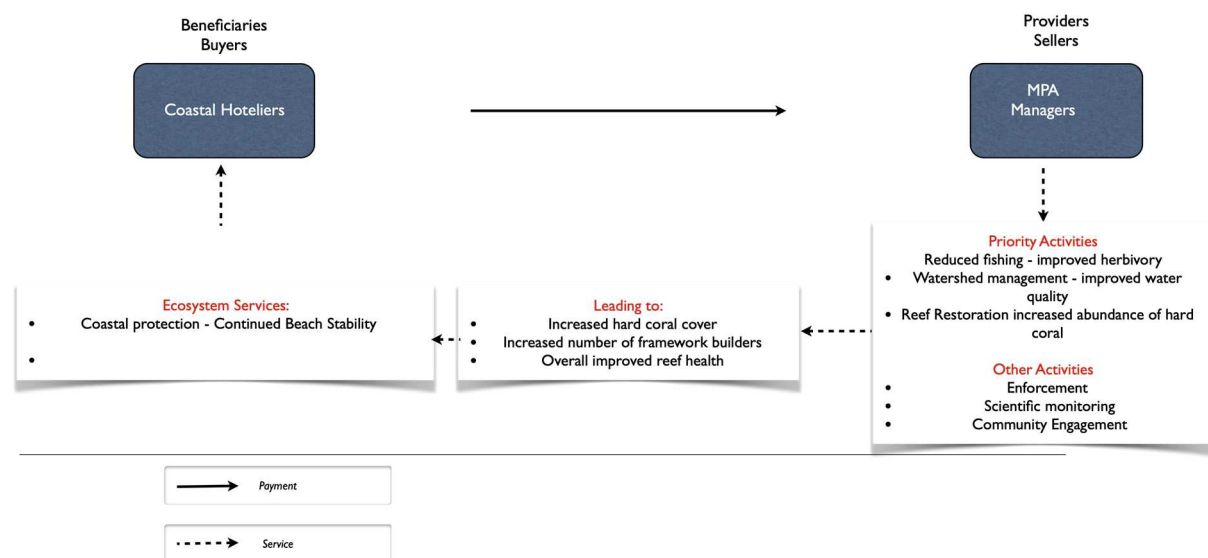 Beneficiaries
Buyers
Providers
Sellers
Coastal Hoteliers
MPA
Managers
Priority Activities
Reduced fishing - improved herbivory
• Watershed management - improved water
quality
• Reef Restoration increased abundance of hard
coral
Other Activities
• Enforcement
• Scientific monitoring
• Community Engagement
Leading to:
• Increased hard coral cover
• Increased number of framework builders
• Overall improved reef health
Ecosystem Services:
• Coastal protection - Continued Beach Stability
•
Payment
Service